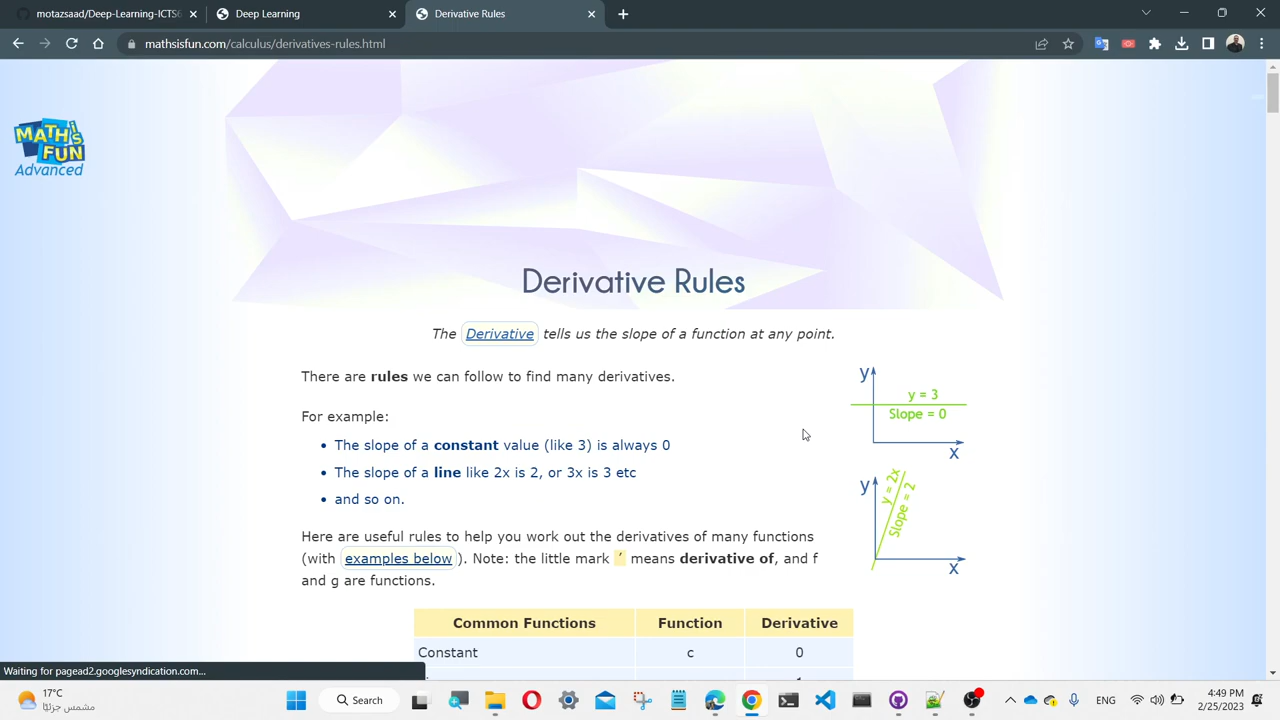 motazsaad/Deep-Learning-ICTS6
Deep Learning
Derivative Rules
mathsisfun.com/calculus/derivatives-rules.html
MATH is FUN
Advanced
Derivative Rules
The Derivative tells us the slope of a function at any point.
There are rules we can follow to find many derivatives.
For example:
• The slope of a constant value (like 3) is always 0
• The slope of a line like 2x is 2, or 3x is 3 etc
• and so on.
y
y = 3
Slope = 0
x
y
y = 2x
Slope = 2
x
Here are useful rules to help you work out the derivatives of many functions
(with examples below). Note: the little mark ’ means derivative of, and f
and g are functions.
Common Functions Function Derivative
Constant c 0
Waiting for pagead2.googlesyndication.com...
17°C
مشمس جزئيًا
Search
ENG
4:49 PM
2/25/2023